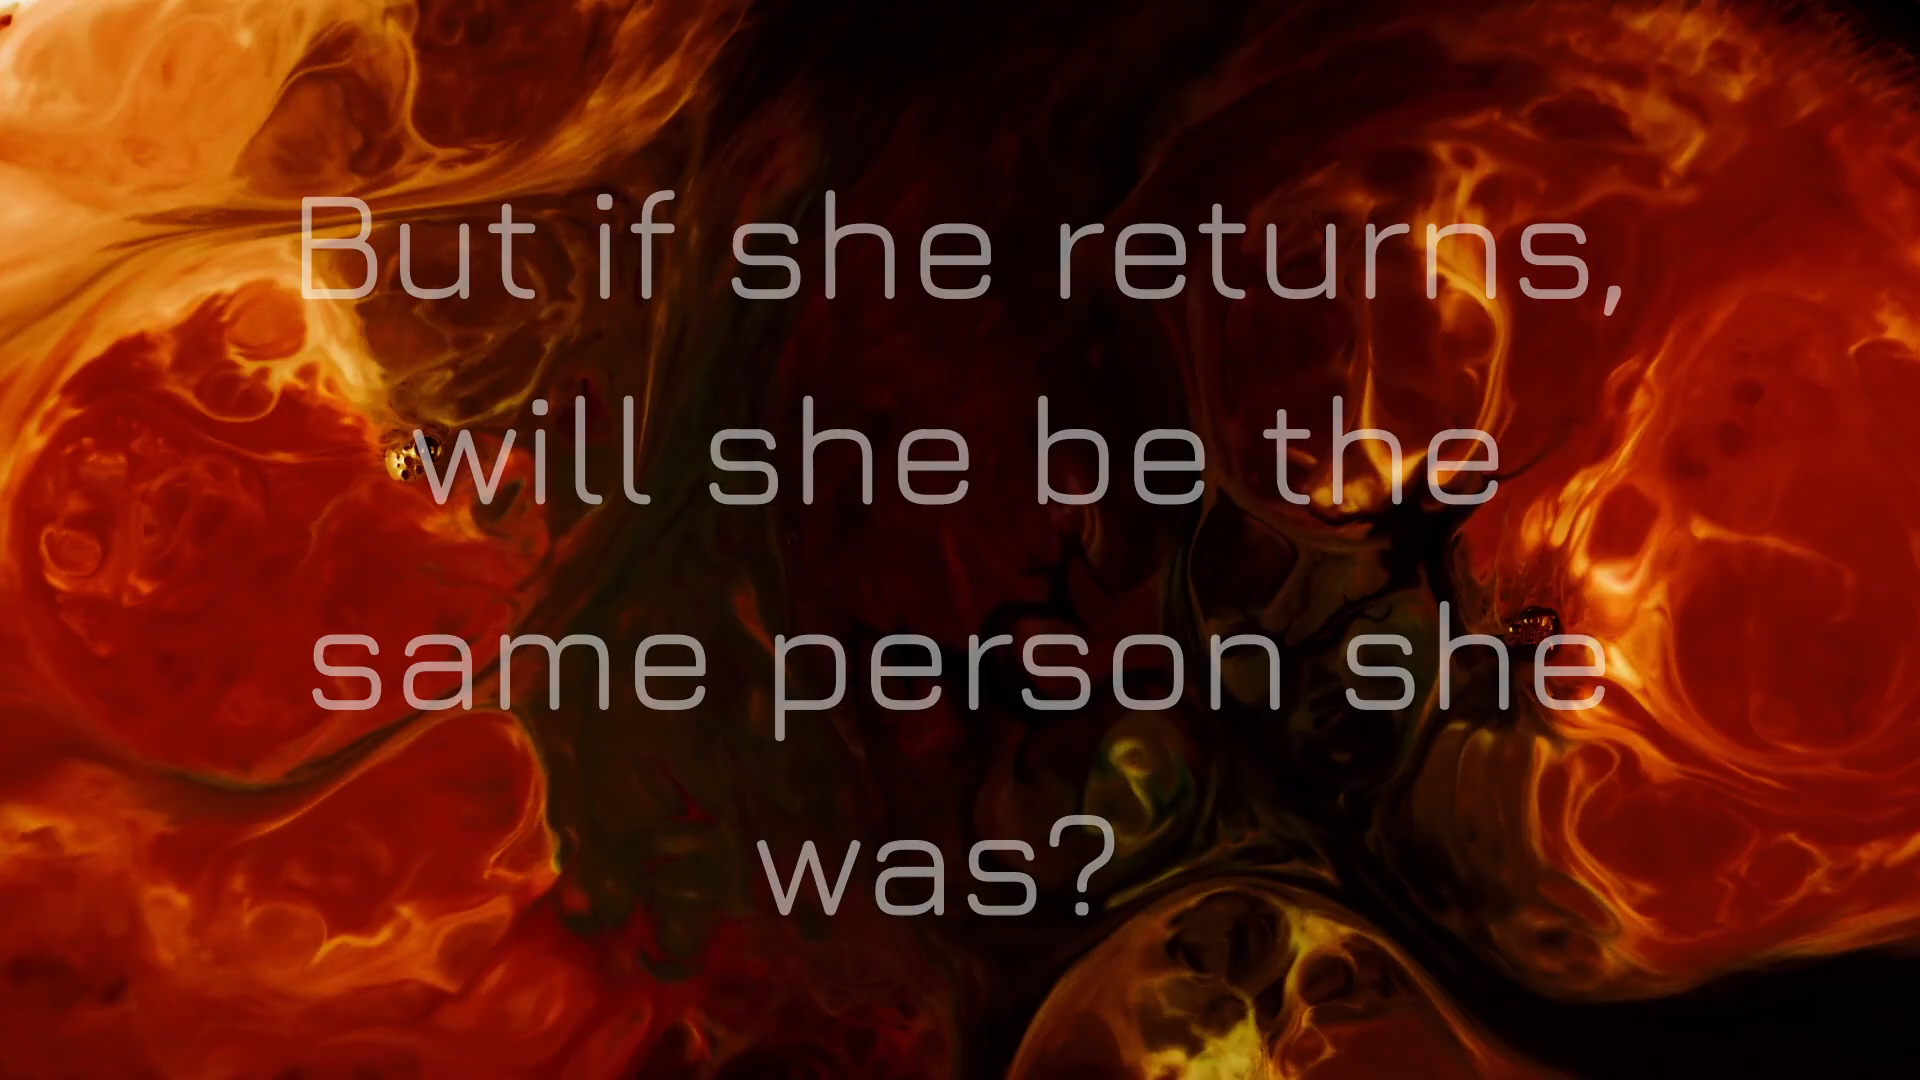 But if she returns,
will she be the
same person she
was?